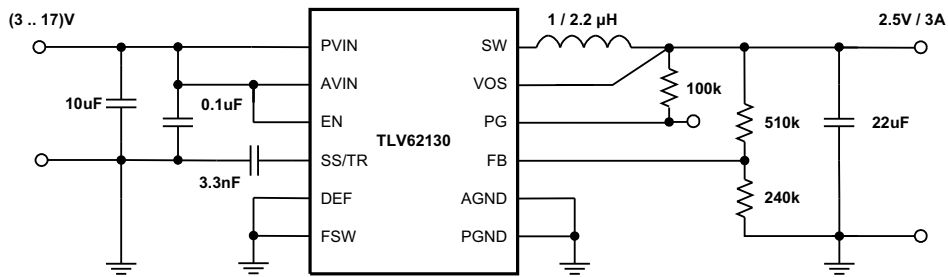 (3 .. 17)V
1 / 2.2 µH
2.5V / 3A
PVIN
SW
AVIN
VOS
10uF
0.1uF
100k
EN
PG
TLV62130
510k
22uF
SS/TR
FB
3.3nF
240k
DEF
AGND
FSW
PGND